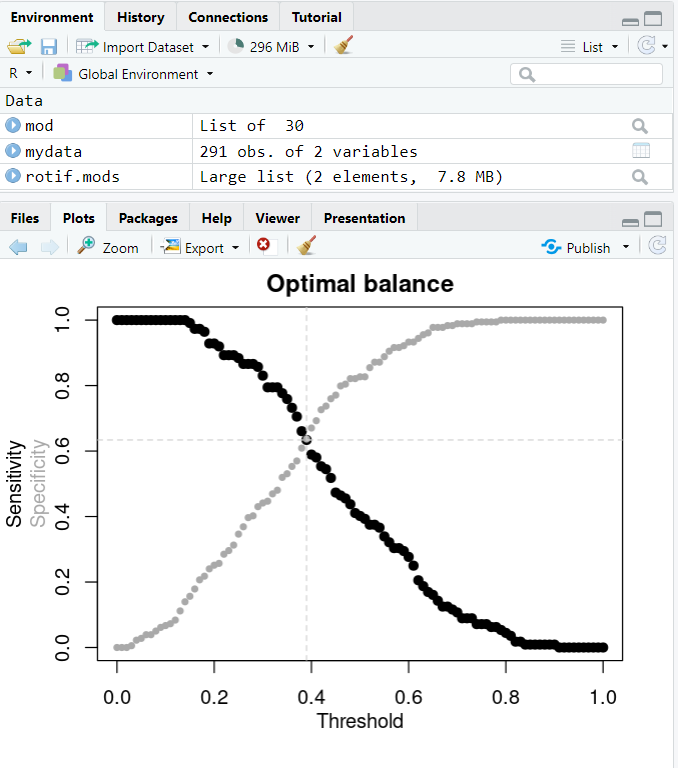 Environment History Connections Tutorial
Import Dataset 296 MiB List
R Global Environment
Data
mod List of 30
mydata 291 obs. of 2 variables
rotif.mods Large list (2 elements, 7.8 MB)
Files Plots Packages Help Viewer Presentation
Zoom Export Publish
Optimal balance
Sensitivity
Specificity
1.0
0.8
0.6
0.4
0.2
0.0
0.0 0.2 0.4 0.6 0.8 1.0
Threshold